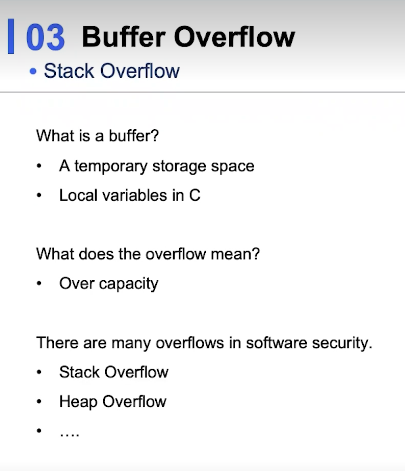 03 Buffer Overflow
• Stack Overflow
What is a buffer?
• A temporary storage space
• Local variables in C
What does the overflow mean?
• Over capacity
There are many overflows in software security.
• Stack Overflow
• Heap Overflow
• ....